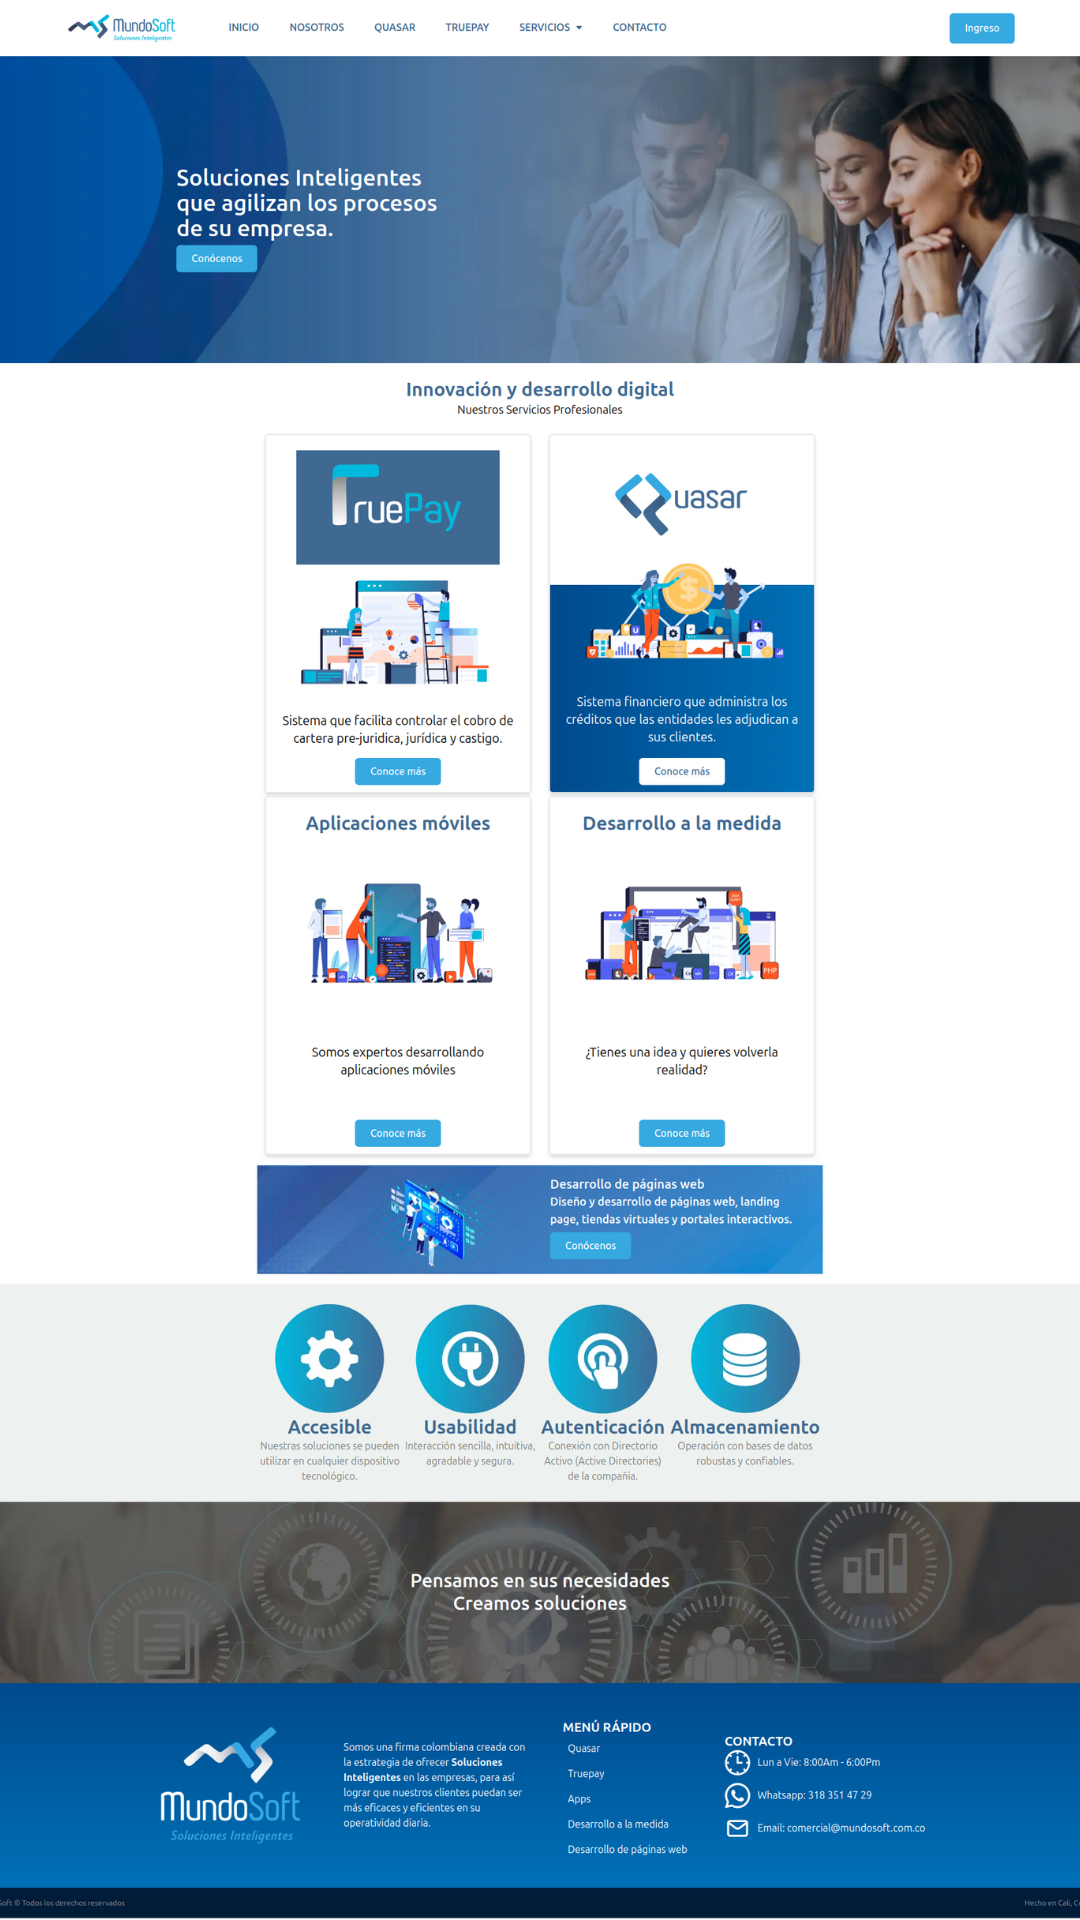 MundoSoft
Soluciones Inteligentes
INICIO
NOSOTROS
QUASAR
TRUEPAY
SERVICIOS
CONTACTO
Ingreso
Soluciones Inteligentes
que agilizan los procesos
de su empresa.
Conócenos
Innovación y desarrollo digital
Nuestros Servicios Profesionales
TruePay
Sistema que facilita controlar el cobro de
cartera pre-juridica, jurídica y castigo.
Conoce más
Quasar
Sistema financiero que administra los
créditos que las entidades les adjudican a
sus clientes.
Conoce más
Aplicaciones móviles
Somos expertos desarrollando
aplicaciones móviles
Conoce más
Desarrollo a la medida
PHP
¿Tienes una idea y quieres volverla
realidad?
Conoce más
Desarrollo de páginas web
Diseño y desarrollo de páginas web, landing
page, tiendas virtuales y portales interactivos.
Conócenos
Accesible
Nuestras soluciones se pueden
utilizar en cualquier dispositivo
tecnológico.
Usabilidad
Interacción sencilla, intuitiva,
agradable y segura.
Autenticación
Conexión con Directorio
Activo (Active Directories)
de la compañia.
Almacenamiento
Operación con bases de datos
robustas y confiables.
Pensamos en sus necesidades
Creamos soluciones
MundoSoft
Soluciones Inteligentes
Somos una firma colombiana creada con
la estrategia de ofrecer Soluciones
Inteligentes en las empresas, para así
lograr que nuestros clientes puedan ser
más eficaces y eficientes en su
operatividad diaria.
MENÚ RÁPIDO
Quasar
Truepay
Apps
Desarrollo a la medida
Desarrollo de páginas web
CONTACTO
Lun a Vie: 8:00Am - 6:00Pm
Whatsapp: 318 351 47 29
Email: comercial@mundosoft.com.co
Soft © Todos los derechos reservados
Hecho en Cali, C